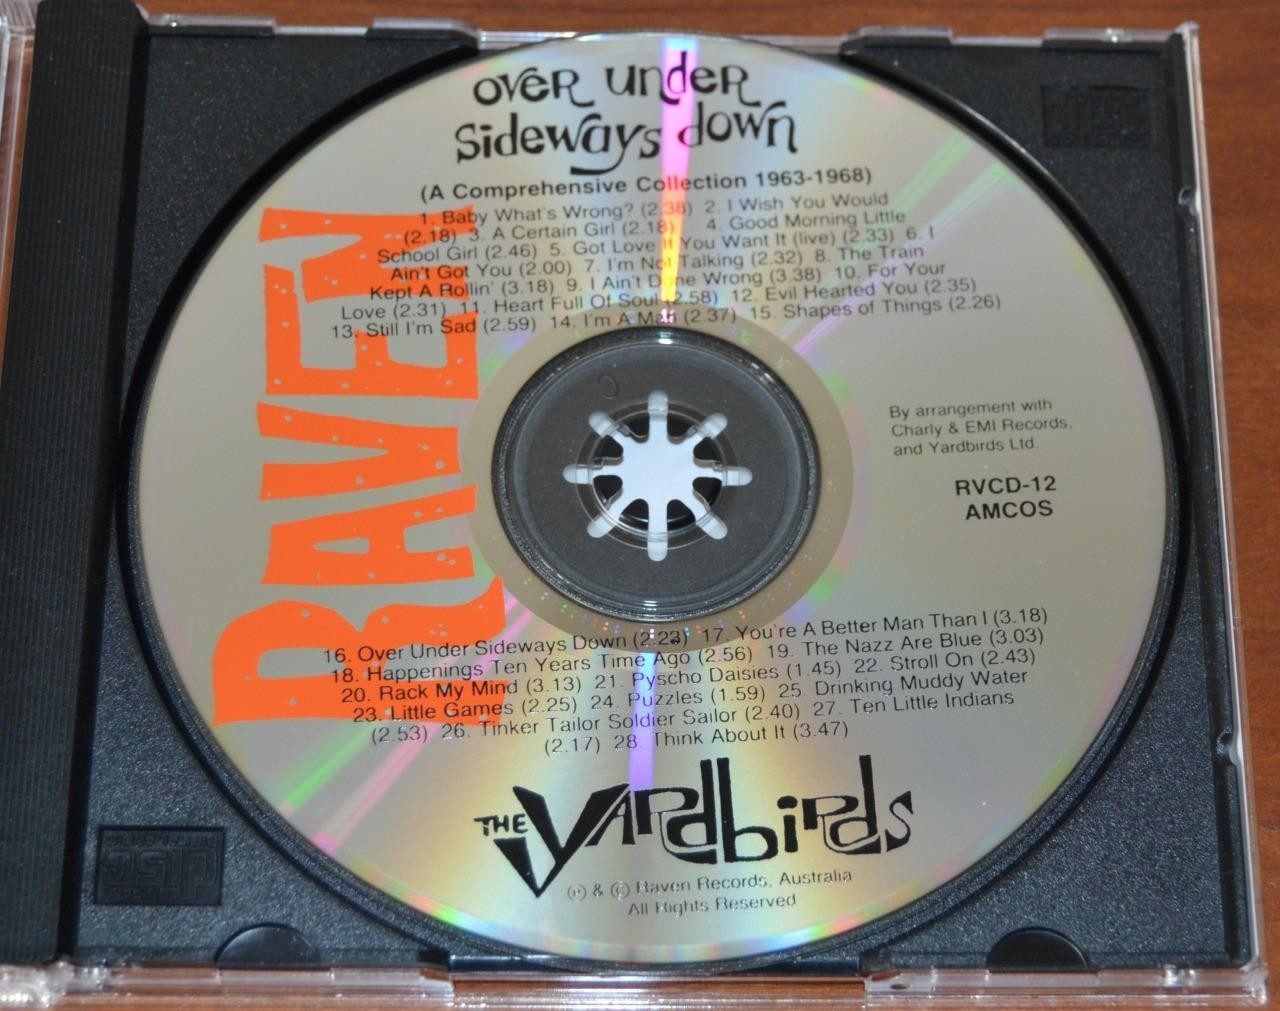 over under
sideways down
(A Comprehensive Collection 1963-1968)
1. Baby What's Wrong? (2.38) 2. I Wish You Would
(2.18) 3. A Certain Girl (2.18) 4. Good Morning Little
School Girl (2.46) 5. Got Love If You Want It (live) (2.33) 6. I
Ain't Got You (2.00) 7. I'm Not Talking (2.32) 8. The Train
Kept A Rollin' (3.18) 9. I Ain't Done Wrong (3.38) 10. For Your
Love (2.31) 11. Heart Full Of Soul (2.58) 12. Evil Hearted You (2.35)
13. Still I'm Sad (2.59) 14. I'm A Man (2.37) 15. Shapes of Things (2.26)
RAVEN
By arrangement with
Charly & EMI Records,
and Yardbirds Ltd.
RVCD-12
AMCOS
16. Over Under Sideways Down (2.23) 17. You're A Better Man Than I (3.18)
18. Happenings Ten Years Time Ago (2.56) 19. The Nazz Are Blue (3.03)
20. Rack My Mind (3.13) 21. Pyscho Daisies (1.45) 22. Stroll On (2.43)
23. Little Games (2.25) 24. Puzzles (1.59) 25. Drinking Muddy Water
(2.53) 26. Tinker Tailor Soldier Sailor (2.40) 27. Ten Little Indians
(2.17) 28. Think About It (3.47)
THE YARDBIRDS
℗ & © Raven Records, Australia
All Rights Reserved
disc